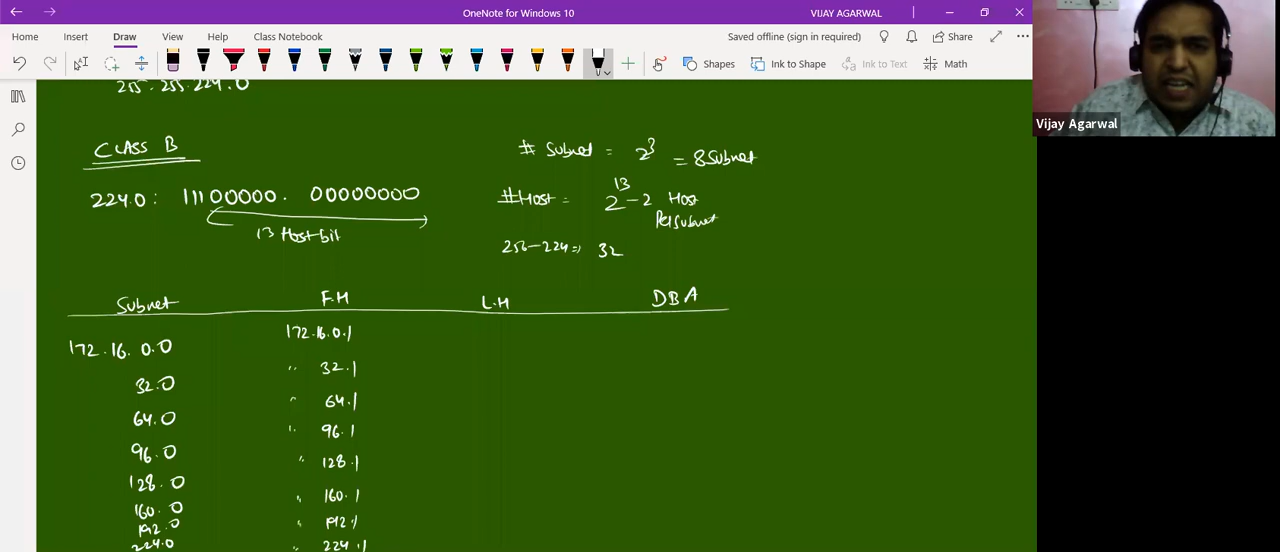 OneNote for Windows 10
VIJAY AGARWAL
Home Insert Draw View Help Class Notebook
Saved offline (sign in required) Share
Shapes Ink to Shape Ink to Text Math
Vijay Agarwal
255.255.224.0
CLASS B
224.0: 11100000. 00000000
13 Host bit
# Subnet = 2^3 = 8 Subnet
# Host = 2^13 - 2 Host
Per Subnet
256-224=> 32
Subnet F.H L.H DBA
172.16. 0.0 172.16.0.1
32.0 " 32.1
64.0 " 64.1
96.0 " 96.1
128.0 " 128.1
160.0 " 160.1
192.0 " 192.1
224.0 " 224.1